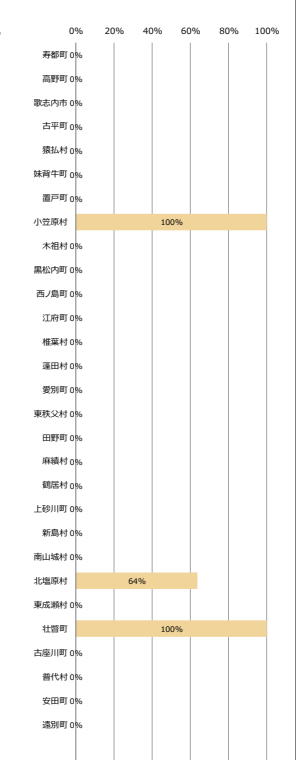 0% 20% 40% 60% 80% 100%
寿都町 0%
高野町 0%
歌志内市 0%
古平町 0%
猿払村 0%
妹背牛町 0%
置戸町 0%
小笠原村 100%
木祖村 0%
黒松内町 0%
西ノ島町 0%
江府町 0%
椎葉村 0%
蓬田村 0%
愛別町 0%
東秩父村 0%
田野町 0%
麻績村 0%
鶴居村 0%
上砂川町 0%
新島村 0%
南山城村 0%
北塩原村 64%
東成瀬村 0%
壮瞥町 100%
古座川町 0%
普代村 0%
安田町 0%
遠別町 0%